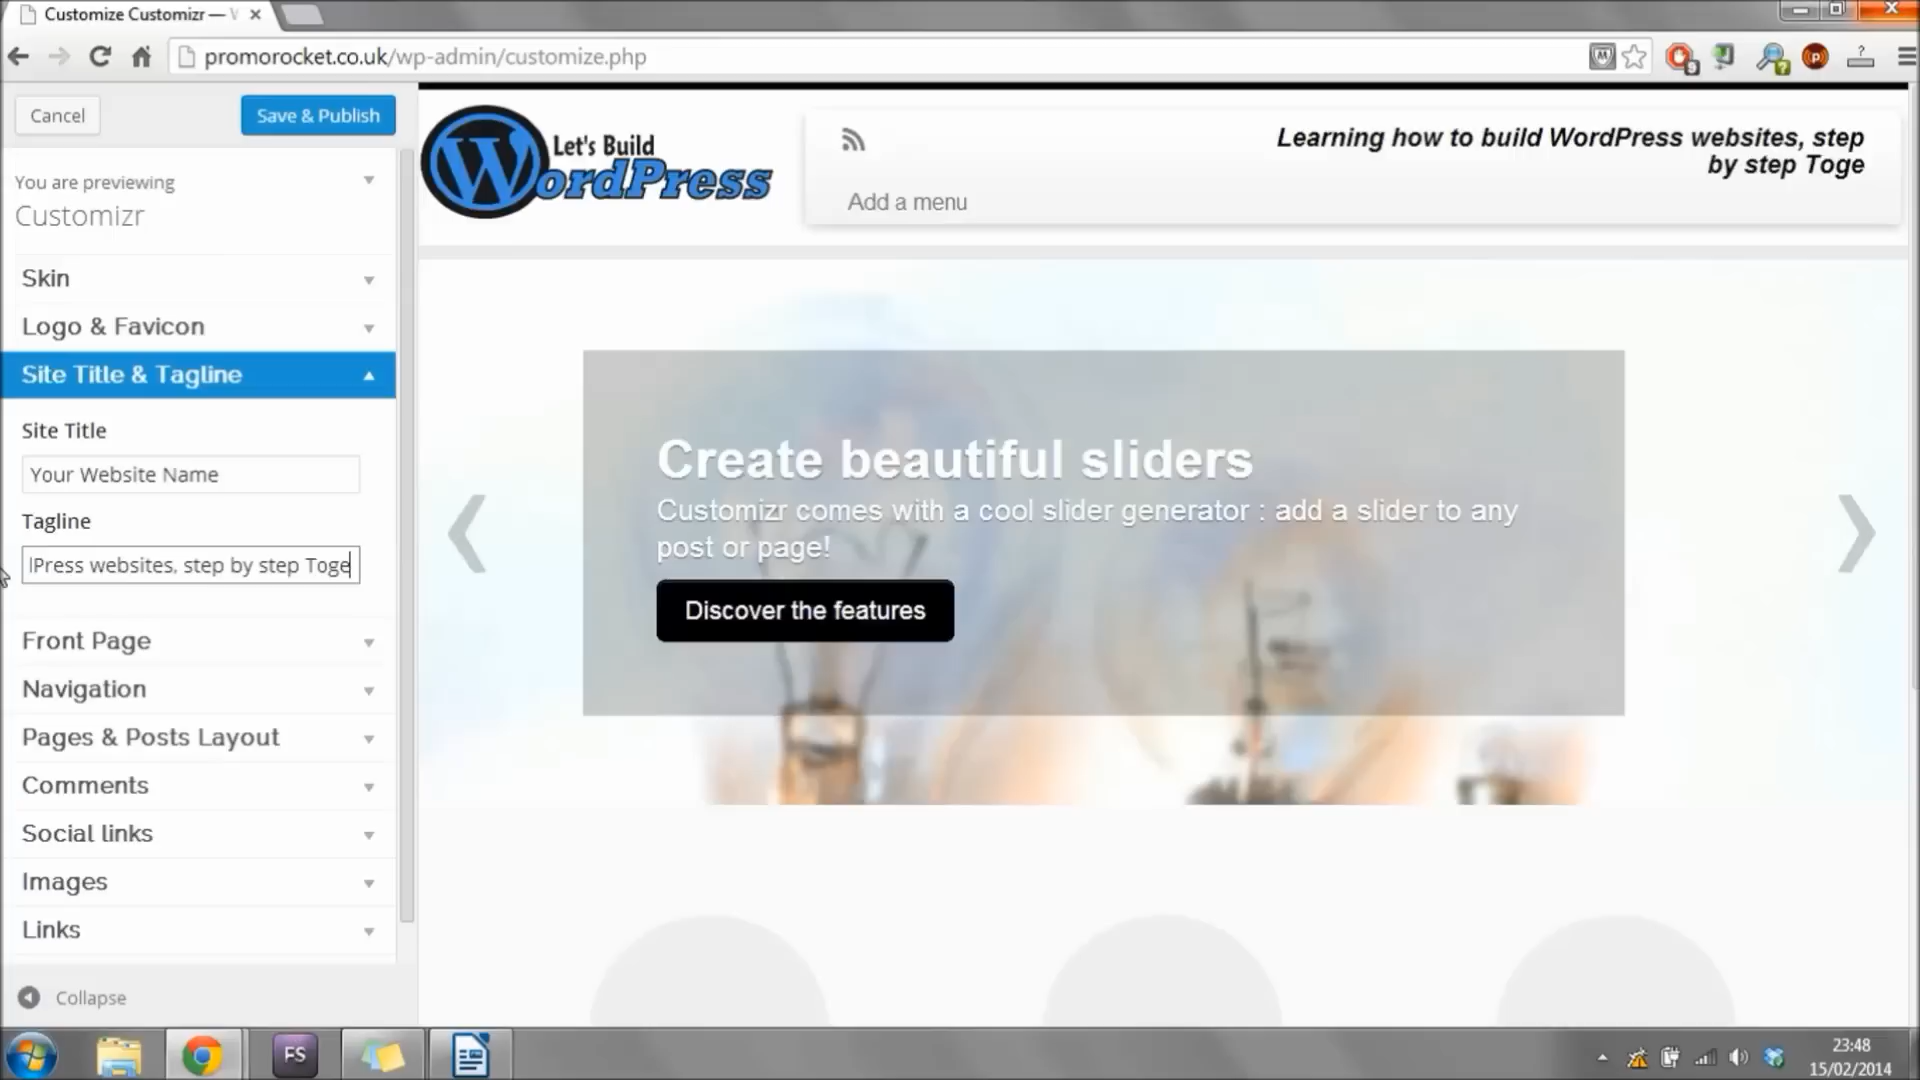 Customize Customizr — W
promorocket.co.uk/wp-admin/customize.php
Cancel
Save & Publish
You are previewing
Customizr
Skin
Logo & Favicon
Site Title & Tagline
Site Title
Your Website Name
Tagline
lPress websites, step by step Toge
Front Page
Navigation
Pages & Posts Layout
Comments
Social links
Images
Links
Collapse
Let's Build
WordPress
Add a menu
Learning how to build WordPress websites, step
by step Toge
Create beautiful sliders
Customizr comes with a cool slider generator : add a slider to any
post or page!
Discover the features
FS
23:48
15/02/2014